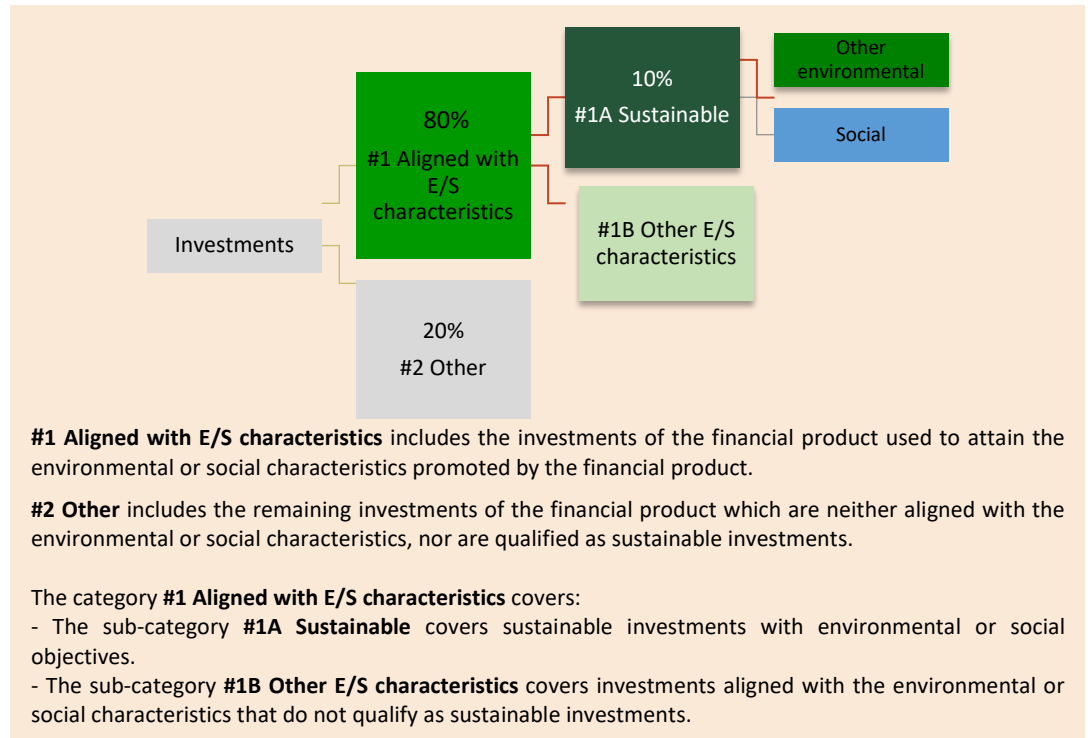 Other
environmental
10%
#1A Sustainable
80%
#1 Aligned with
E/S
characteristics
Social
#1B Other E/S
characteristics
Investments
20%
#2 Other
#1 Aligned with E/S characteristics includes the investments of the financial product used to attain the
environmental or social characteristics promoted by the financial product.
#2 Other includes the remaining investments of the financial product which are neither aligned with the
environmental or social characteristics, nor are qualified as sustainable investments.
The category #1 Aligned with E/S characteristics covers:
- The sub-category #1A Sustainable covers sustainable investments with environmental or social
objectives.
- The sub-category #1B Other E/S characteristics covers investments aligned with the environmental or
social characteristics that do not qualify as sustainable investments.